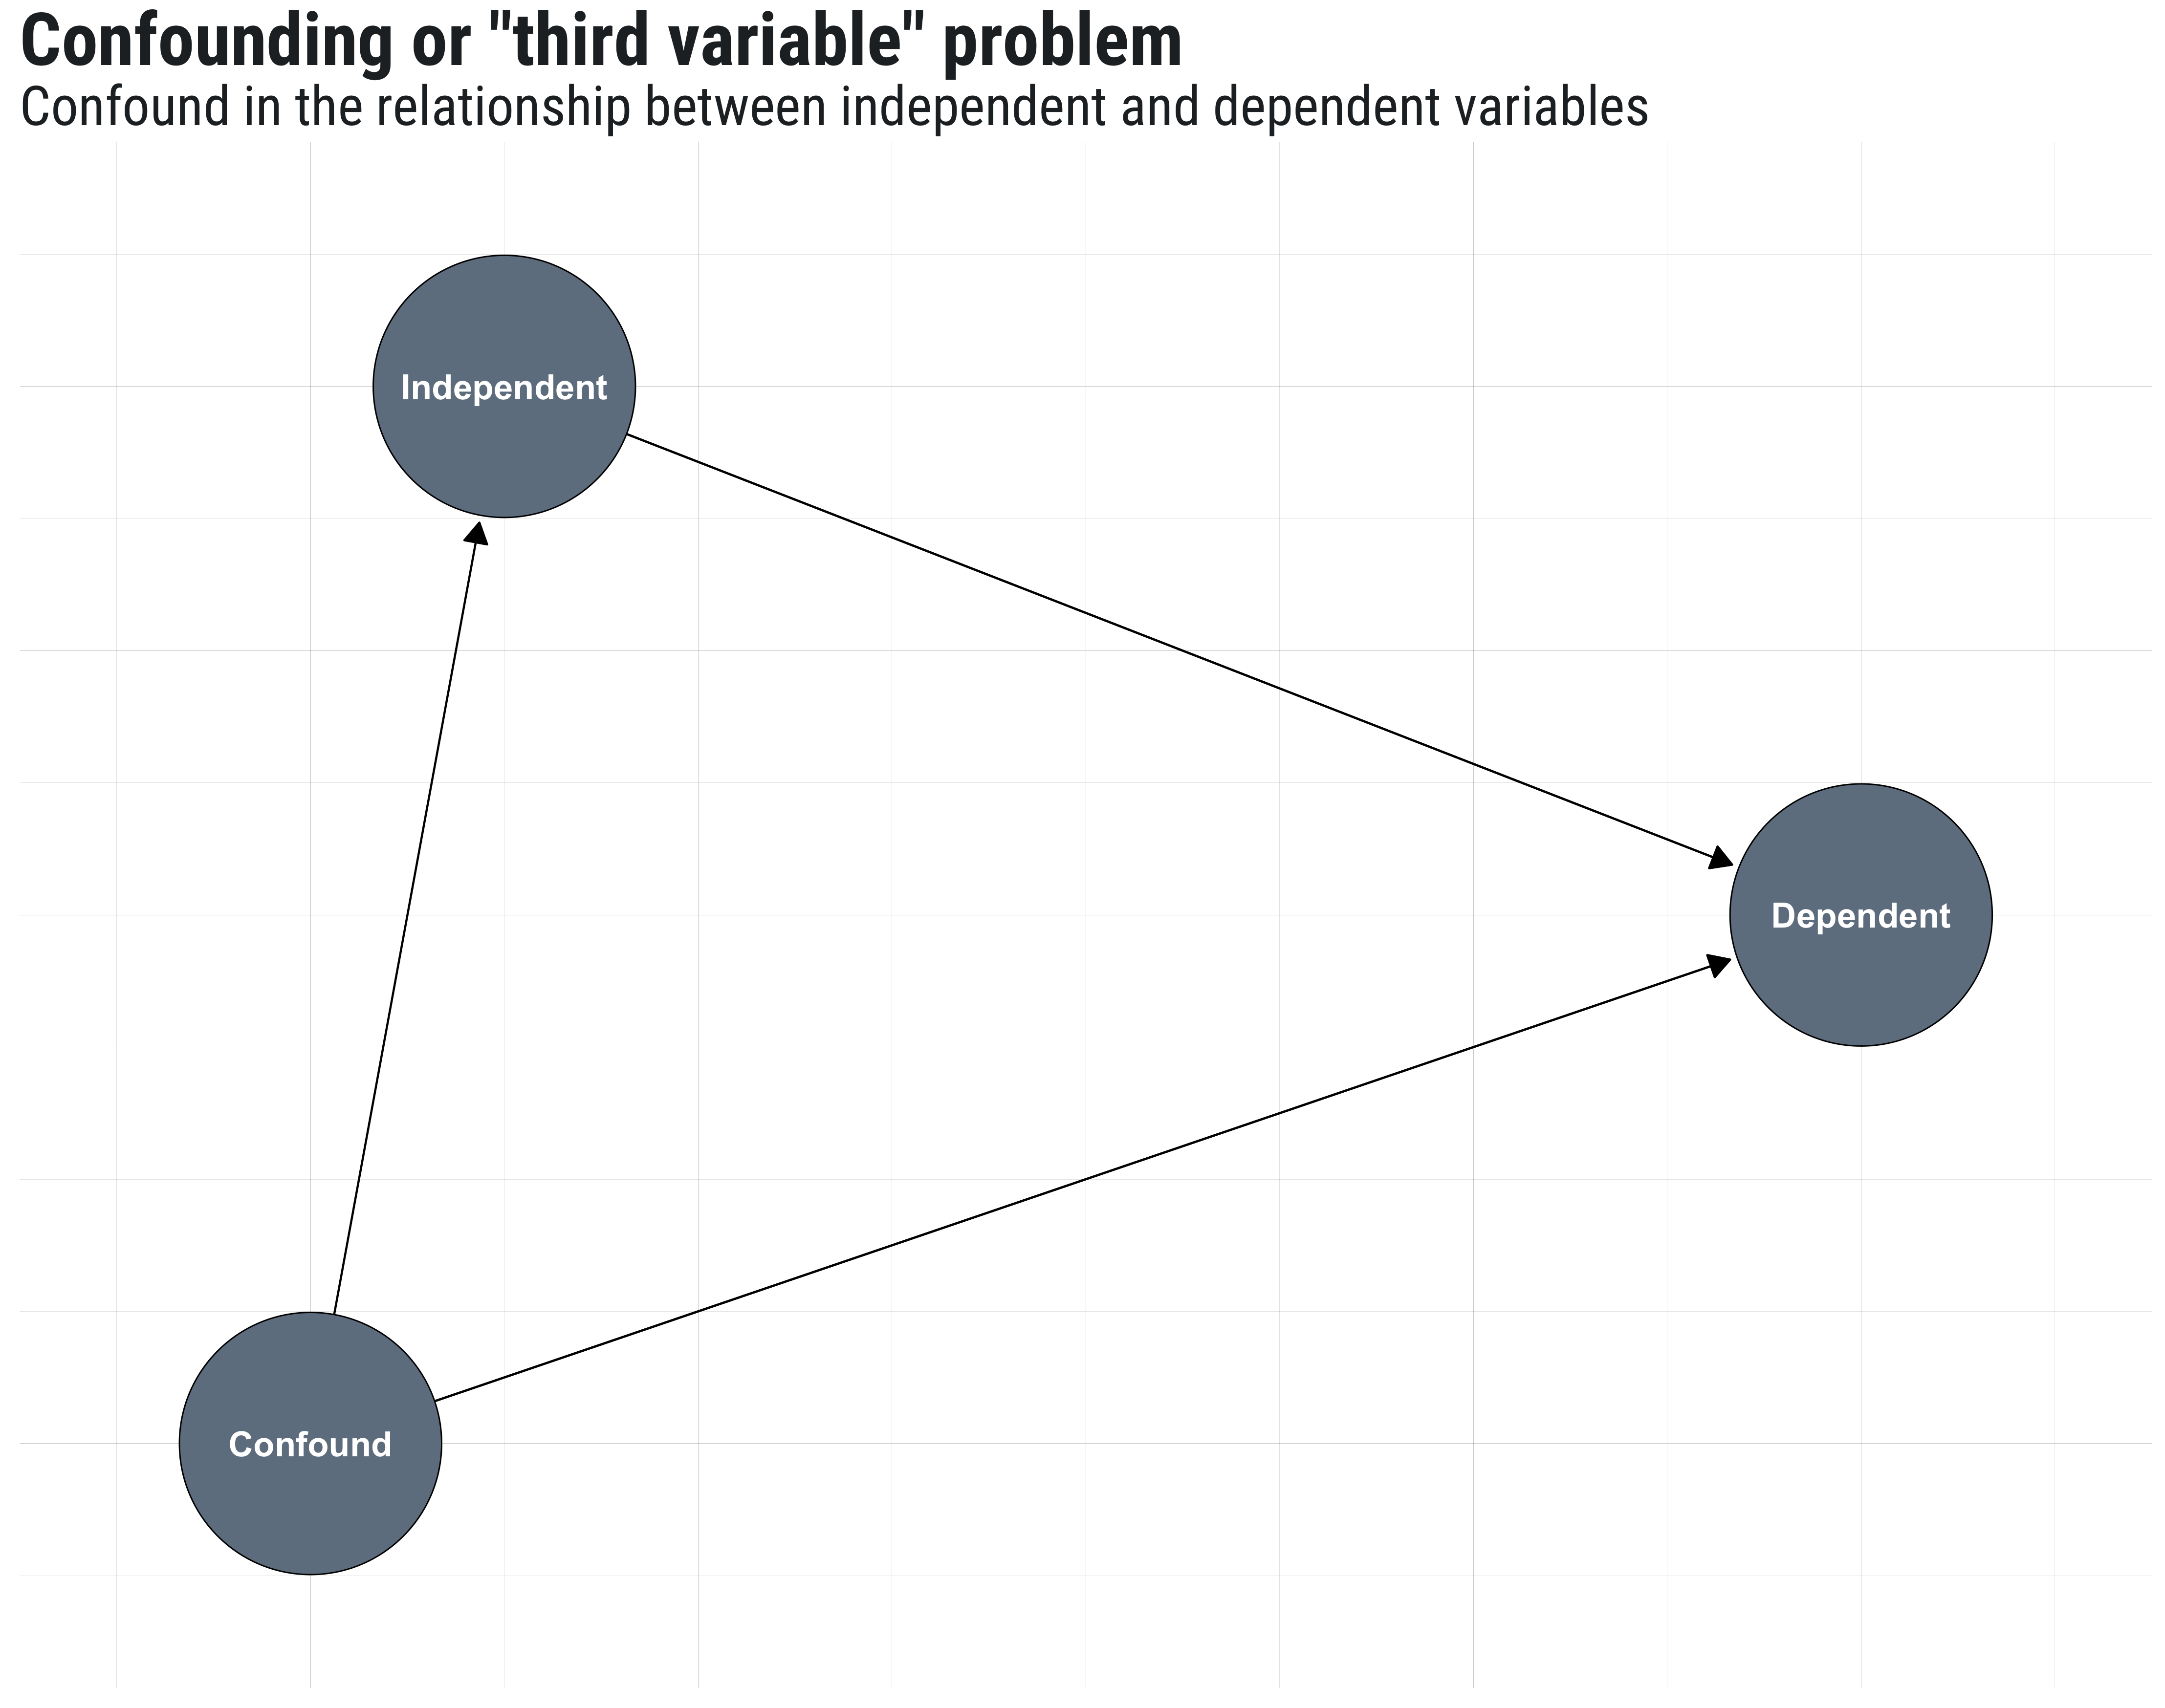 Confounding or "third variable" problem
Confound in the relationship between independent and dependent variables
Independent
Dependent
Confound